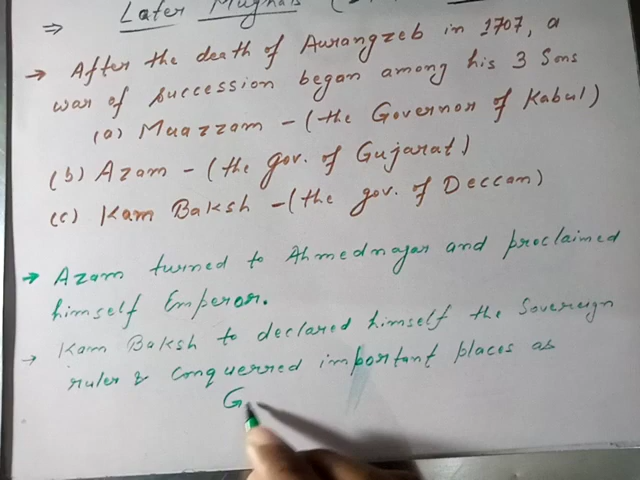 ⇒ Later Mughals
→ After the death of Aurangzeb in 1707, a
war of succession began among his 3 Sons
(a) Muazzam - (the Governor of Kabul)
(b) Azam - (the gov. of Gujarat)
(c) Kam Baksh - (the gov. of Deccan)
→ Azam turned to Ahmednagar and proclaimed
himself Emperor.
→ Kam Baksh to declared himself the Sovereign
ruler & Conquerred important places as
G